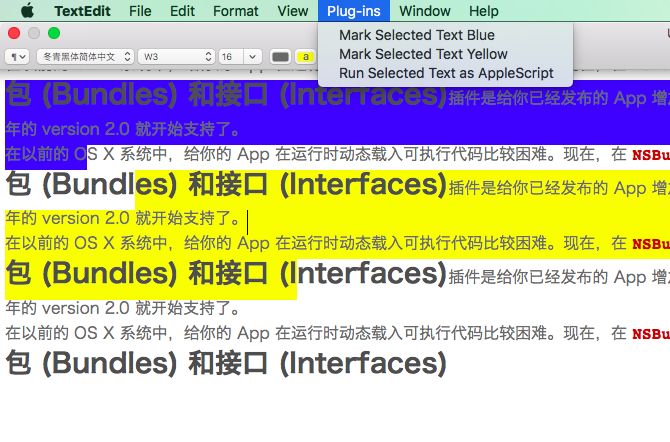 TextEdit File Edit Format View Plug-ins Window Help
Mark Selected Text Blue
Mark Selected Text Yellow
Run Selected Text as AppleScript
¶ 冬青黑体简体中文 W3 16 a
包 (Bundles) 和接口 (Interfaces)插件是给你已经发布的 App 增
年的 version 2.0 就开始支持了。
在以前的 OS X 系统中，给你的 App 在运行时动态载入可执行代码比较困难。现在，在 NSBu
包 (Bundles) 和接口 (Interfaces)插件是给你已经发布的 App 增
年的 version 2.0 就开始支持了。
在以前的 OS X 系统中，给你的 App 在运行时动态载入可执行代码比较困难。现在，在 NSBu
包 (Bundles) 和接口 (Interfaces)插件是给你已经发布的 App 增
年的 version 2.0 就开始支持了。
在以前的 OS X 系统中，给你的 App 在运行时动态载入可执行代码比较困难。现在，在 NSBu
包 (Bundles) 和接口 (Interfaces)